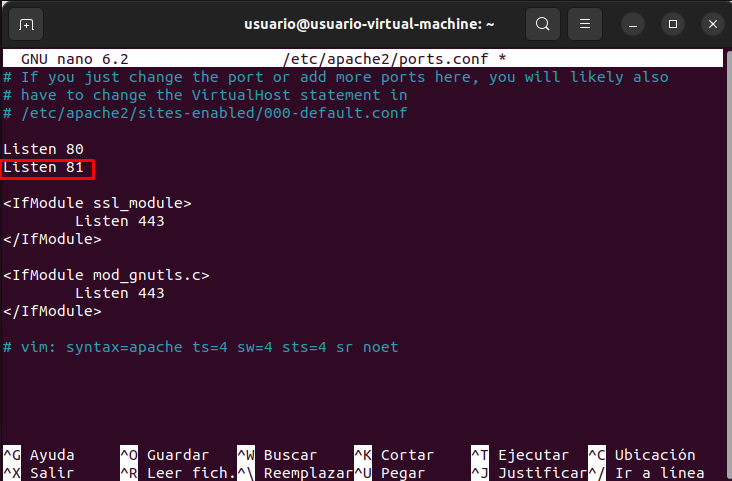 usuario@usuario-virtual-machine: ~
GNU nano 6.2 /etc/apache2/ports.conf *
# If you just change the port or add more ports here, you will likely also
# have to change the VirtualHost statement in
# /etc/apache2/sites-enabled/000-default.conf
Listen 80
Listen 81
<IfModule ssl_module>
        Listen 443
</IfModule>
<IfModule mod_gnutls.c>
        Listen 443
</IfModule>
# vim: syntax=apache ts=4 sw=4 sts=4 sr noet
^G Ayuda ^O Guardar ^W Buscar ^K Cortar ^T Ejecutar ^C Ubicación
^X Salir ^R Leer fich. ^\ Reemplazar ^U Pegar ^J Justificar ^/ Ir a línea